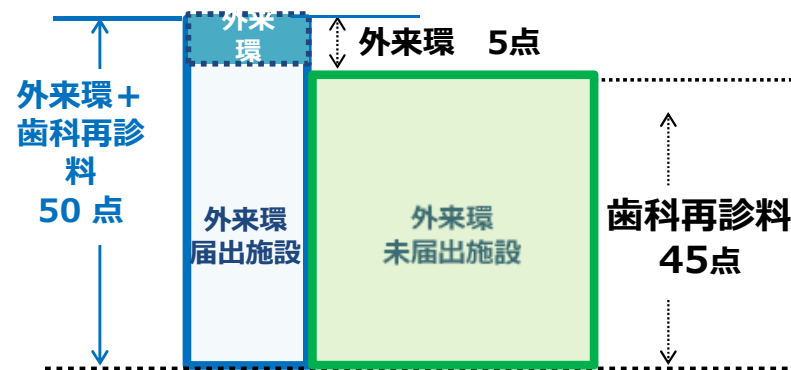 外来
環
外来環　5点
外来環＋
歯科再診
料
50 点
外来環
届出施設
外来環
未届出施設
歯科再診料
45点